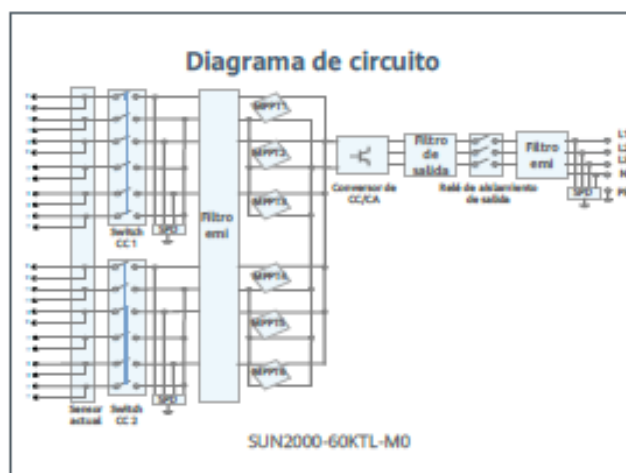 Diagrama de circuito
MPPT1
MPPT2
MPPT3
MPPT4
MPPT5
MPPT6
Filtro
emi
Conversor de
CC/CA
Filtro
de
salida
Relé de aislamiento
de salida
Filtro
emi
SPD
L1
L2
L3
N
Switch
CC 1
SPD
Sensor
actual
Switch
CC 2
SPD
SUN2000-60KTL-M0